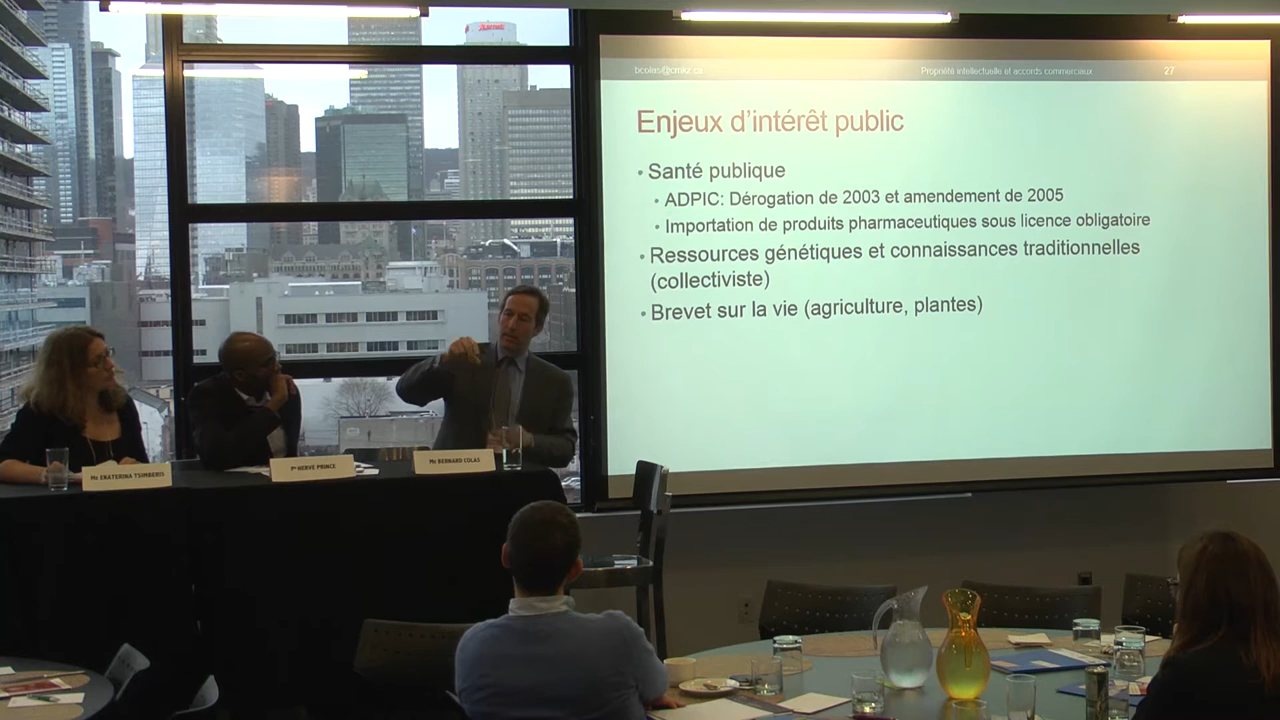 Marriott
bcolas@cmkz.ca Propriété intellectuelle et accords commerciaux 27
Enjeux d'intérêt public
• Santé publique
• ADPIC: Dérogation de 2003 et amendement de 2005
• Importation de produits pharmaceutiques sous licence obligatoire
• Ressources génétiques et connaissances traditionnelles
(collectiviste)
• Brevet sur la vie (agriculture, plantes)
Me EKATERINA TSIMBERIS
Pr HERVÉ PRINCE
Me BERNARD COLAS